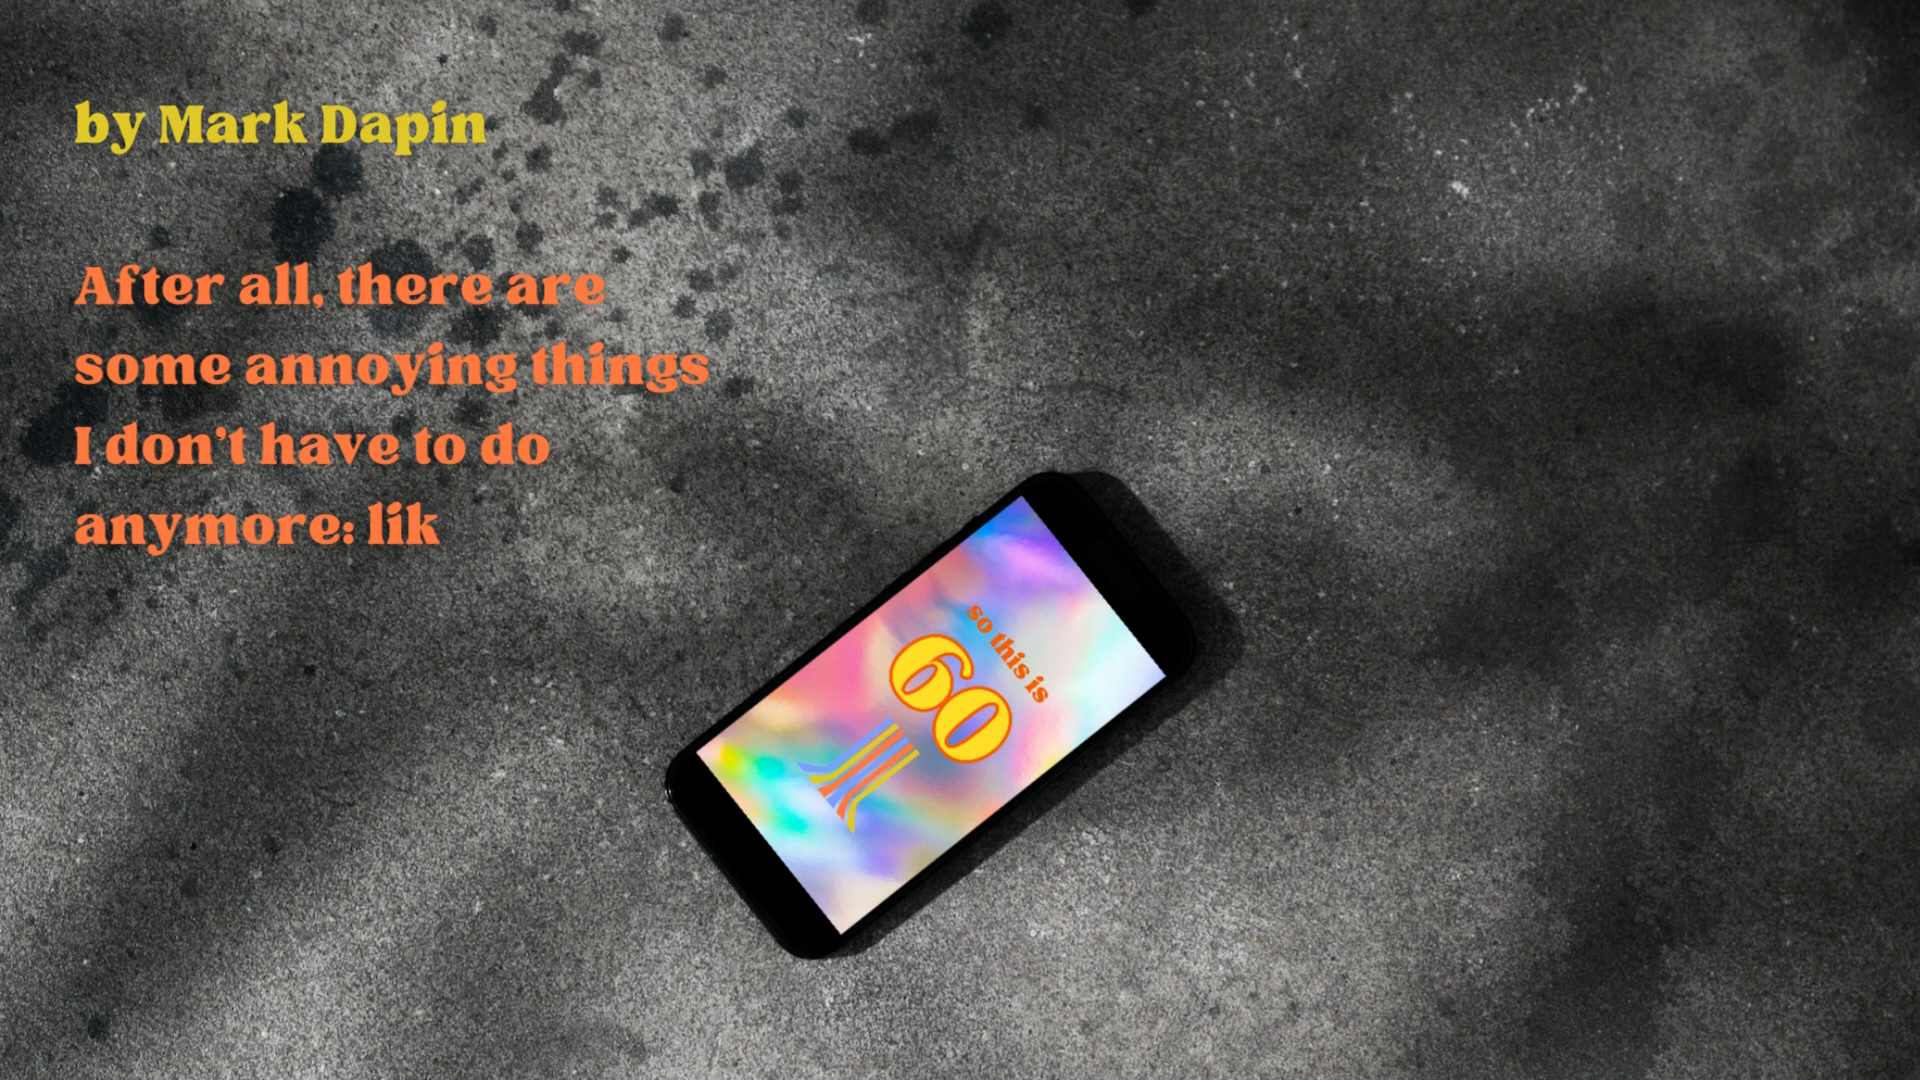 by Mark Dapin
After all, there are
some annoying things
I don't have to do
anymore: lik
so this is
60